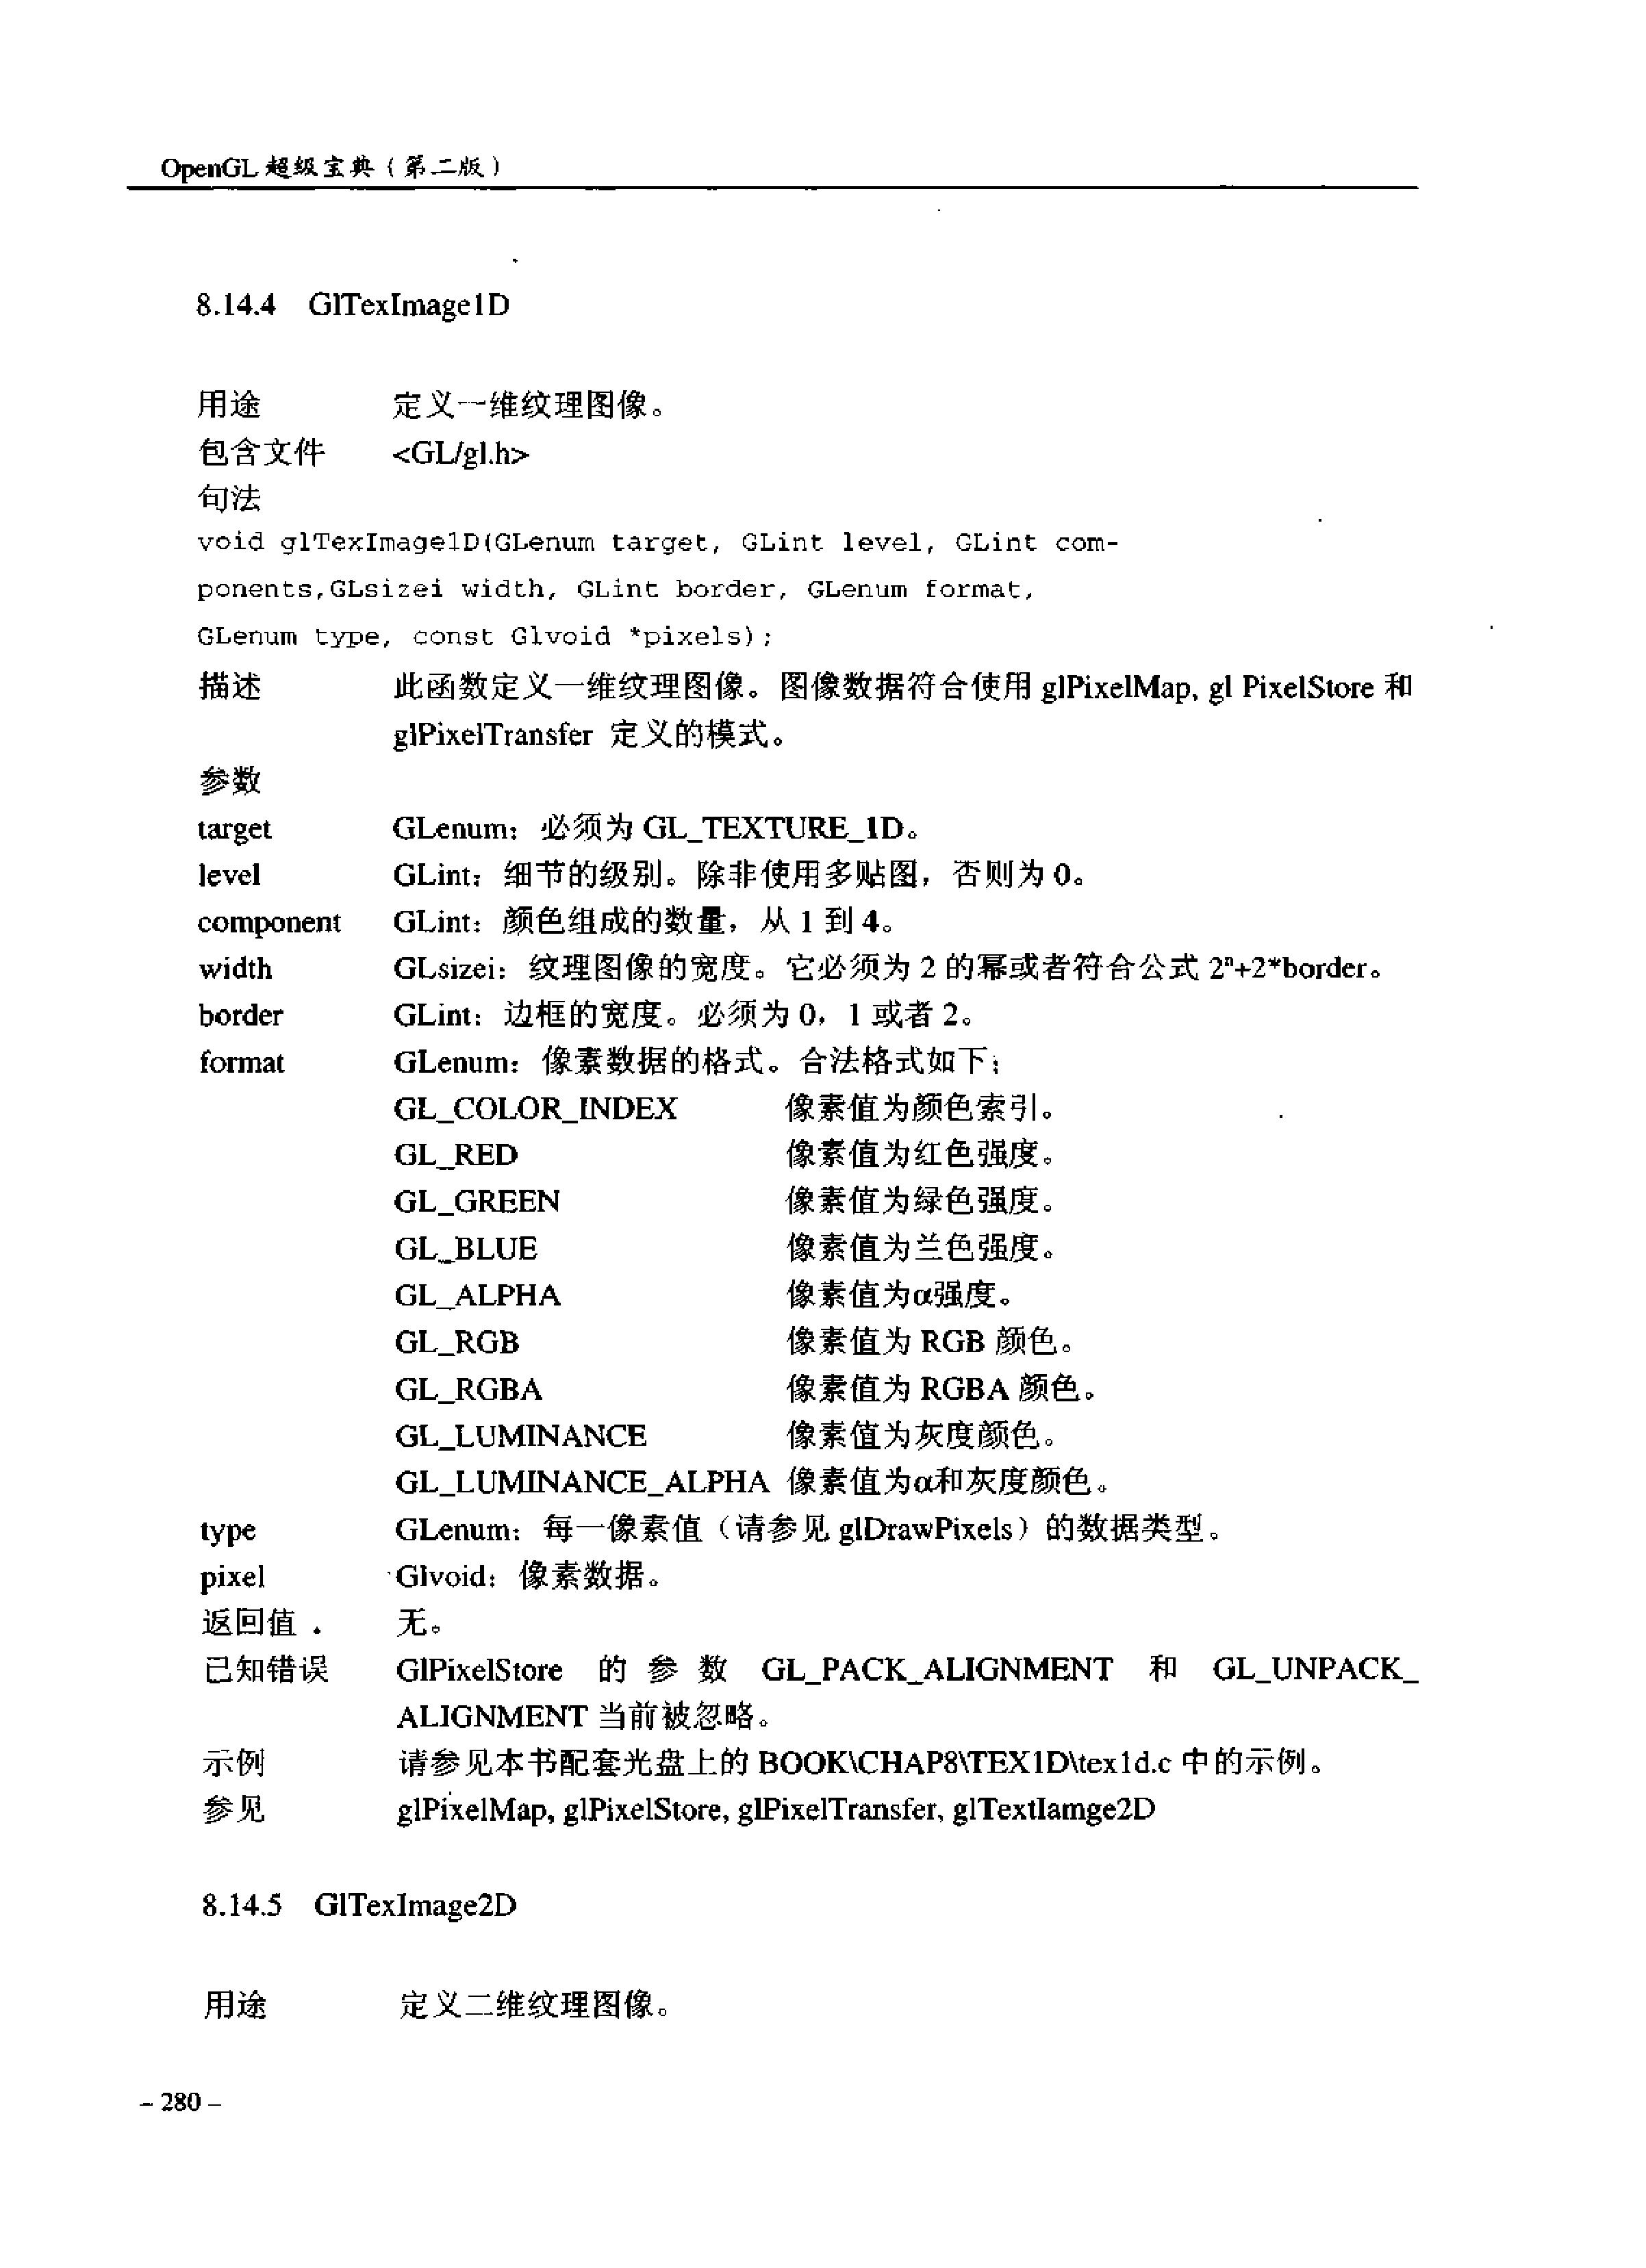 OpenGL 超级宝典（第二版）
8.14.4 GlTexImage1D
用途 定义一维纹理图像。
包含文件 <GL/gl.h>
句法
void glTexImage1D(GLenum target, GLint level, GLint com-
ponents,GLsizei width, GLint border, GLenum format,
GLenum type, const Glvoid *pixels);
描述 此函数定义一维纹理图像。图像数据符合使用 glPixelMap, gl PixelStore 和
glPixelTransfer 定义的模式。
参数
target GLenum：必须为 GL_TEXTURE_1D。
level GLint：细节的级别。除非使用多贴图，否则为 0。
component GLint：颜色组成的数量，从 1 到 4。
width GLsizei：纹理图像的宽度。它必须为 2 的幂或者符合公式 2ⁿ+2*border。
border GLint：边框的宽度。必须为 0，1 或者 2。
format GLenum：像素数据的格式。合法格式如下：
GL_COLOR_INDEX 像素值为颜色索引。
GL_RED 像素值为红色强度。
GL_GREEN 像素值为绿色强度。
GL_BLUE 像素值为兰色强度。
GL_ALPHA 像素值为α强度。
GL_RGB 像素值为 RGB 颜色。
GL_RGBA 像素值为 RGBA 颜色。
GL_LUMINANCE 像素值为灰度颜色。
GL_LUMINANCE_ALPHA 像素值为α和灰度颜色。
type GLenum：每一像素值（请参见 glDrawPixels）的数据类型。
pixel Glvoid：像素数据。
返回值 无。
已知错误 GlPixelStore 的 参 数 GL_PACK_ALIGNMENT 和 GL_UNPACK_
ALIGNMENT 当前被忽略。
示例 请参见本书配套光盘上的 BOOK\CHAP8\TEX1D\tex1d.c 中的示例。
参见 glPixelMap, glPixelStore, glPixelTransfer, glTextIamge2D
8.14.5 GlTexImage2D
用途 定义二维纹理图像。
– 280 –